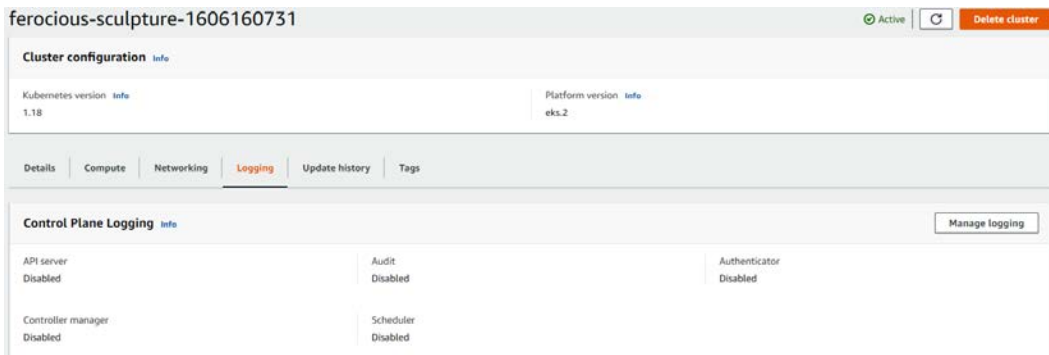 ferocious-sculpture-1606160731
Active
Delete cluster
Cluster configuration Info
Kubernetes version Info
Platform version Info
1.18
eks.2
Details Compute Networking Logging Update history Tags
Control Plane Logging Info
Manage logging
API server
Disabled
Audit
Disabled
Authenticator
Disabled
Controller manager
Disabled
Scheduler
Disabled